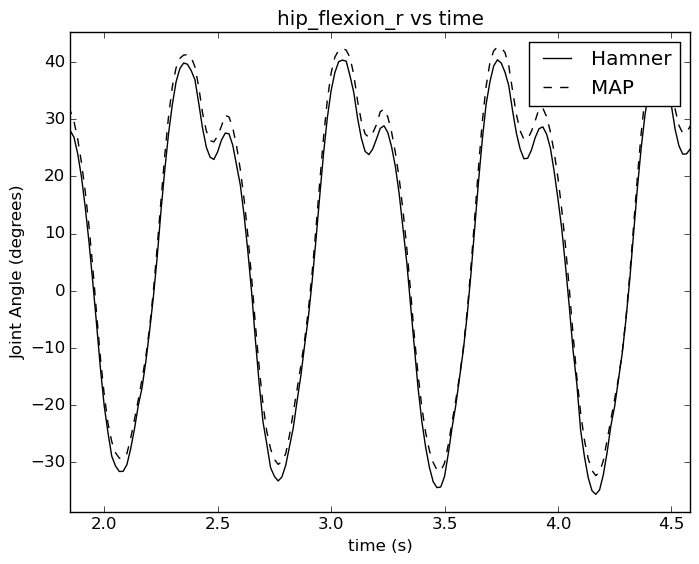 hip_flexion_r vs time
Hamner
MAP
Joint Angle (degrees)
40
30
20
10
0
−10
−20
−30
2.0 2.5 3.0 3.5 4.0 4.5
time (s)